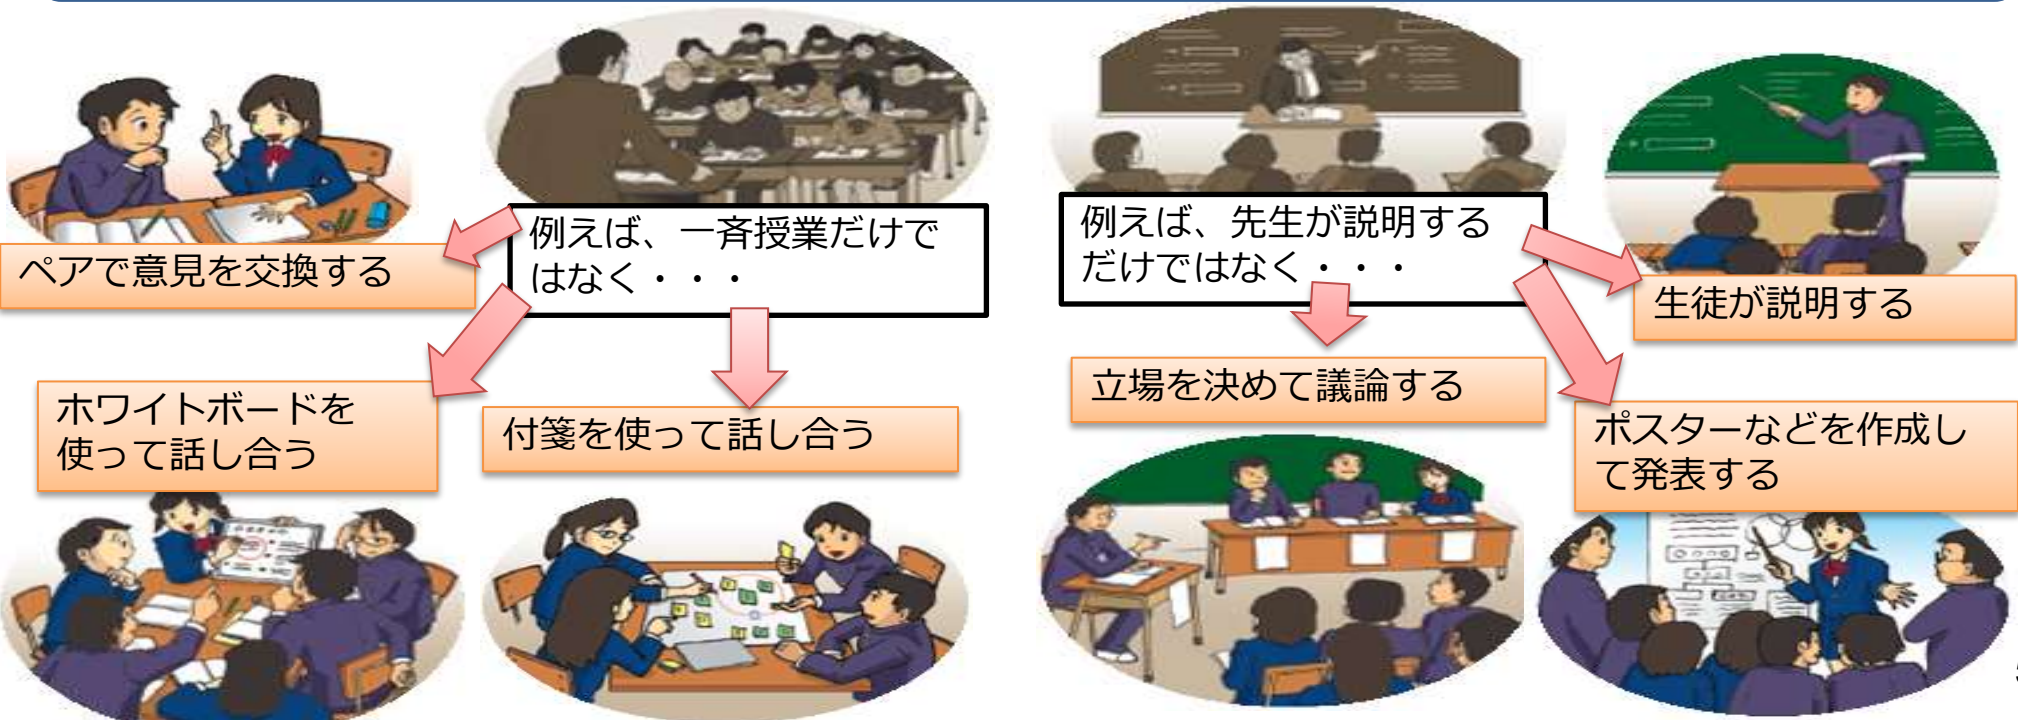 例えば、一斉授業だけで
はなく・・・
ペアで意見を交換する
ホワイトボードを
使って話し合う
付箋を使って話し合う
例えば、先生が説明する
だけではなく・・・
生徒が説明する
立場を決めて議論する
ポスターなどを作成し
て発表する